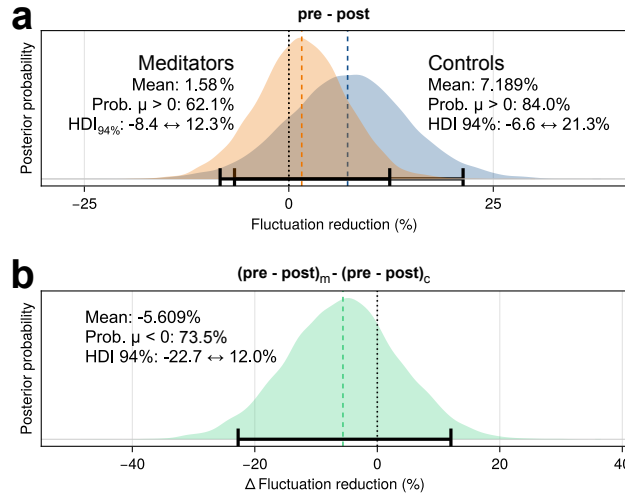 a
pre - post
Meditators
Mean: 1.58%
Prob. μ > 0: 62.1%
HDI94%: -8.4 ↔ 12.3%
Controls
Mean: 7.189%
Prob. μ > 0: 84.0%
HDI 94%: -6.6 ↔ 21.3%
Posterior probability
−25
0
25
Fluctuation reduction (%)
b
(pre - post)m - (pre - post)c
Mean: -5.609%
Prob. μ < 0: 73.5%
HDI 94%: -22.7 ↔ 12.0%
Posterior probability
−40
−20
0
20
40
Δ Fluctuation reduction (%)